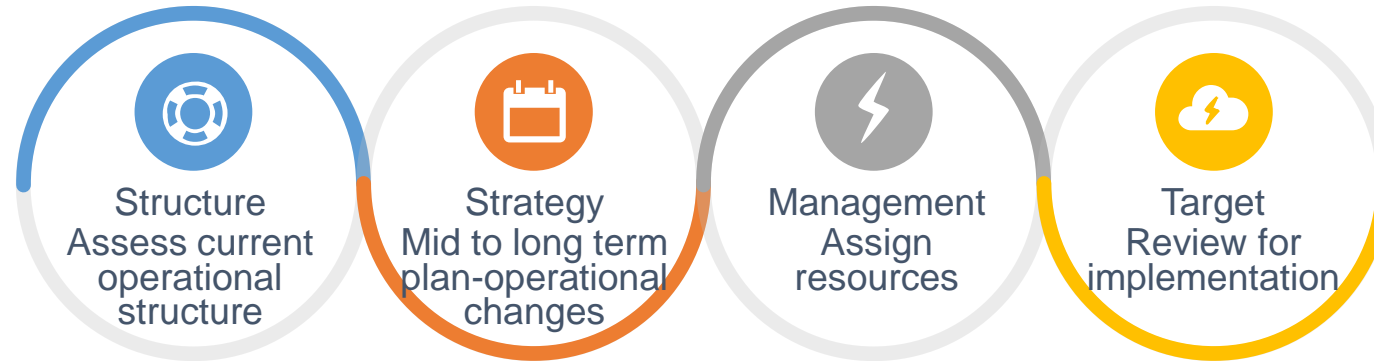 Structure
Assess current
operational
structure
Strategy
Mid to long term
plan-operational
changes
Management
Assign
resources
Target
Review for
implementation